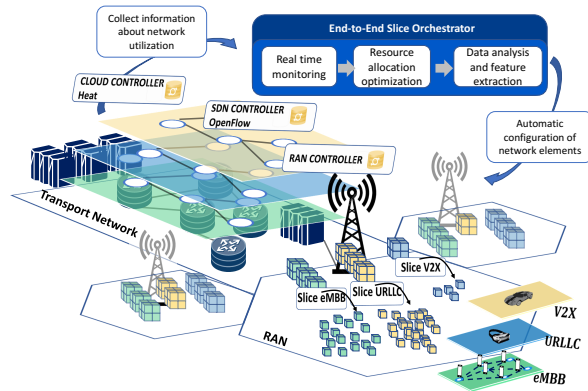 Collect information
about network
utilization
End-to-End Slice Orchestrator
Real time
monitoring
Resource
allocation
optimization
Data analysis
and feature
extraction
CLOUD CONTROLLER
Heat
SDN CONTROLLER
OpenFlow
RAN CONTROLLER
Automatic
configuration of
network elements
Transport Network
Slice V2X
Slice URLLC
Slice eMBB
RAN
V2X
URLLC
eMBB